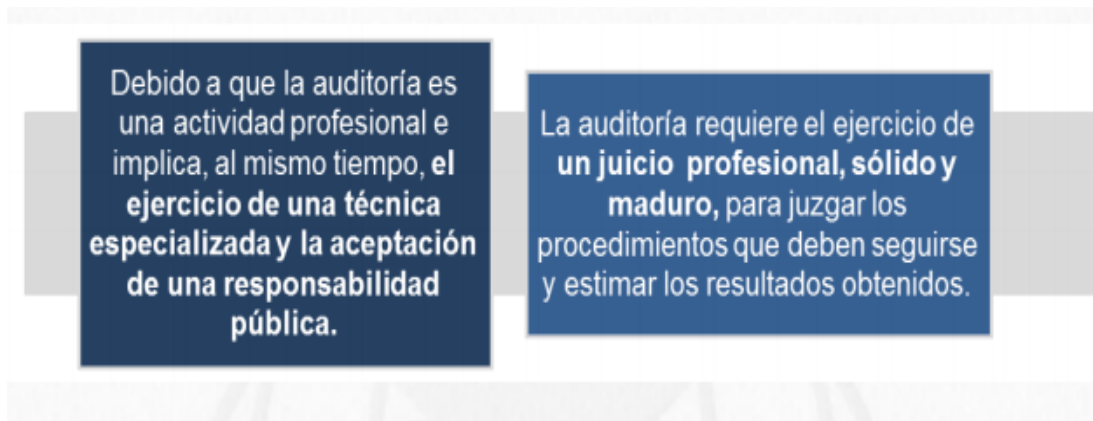 Debido a que la auditoría es
una actividad profesional e
implica, al mismo tiempo, el
ejercicio de una técnica
especializada y la aceptación
de una responsabilidad
pública.
La auditoría requiere el ejercicio de
un juicio profesional, sólido y
maduro, para juzgar los
procedimientos que deben seguirse
y estimar los resultados obtenidos.